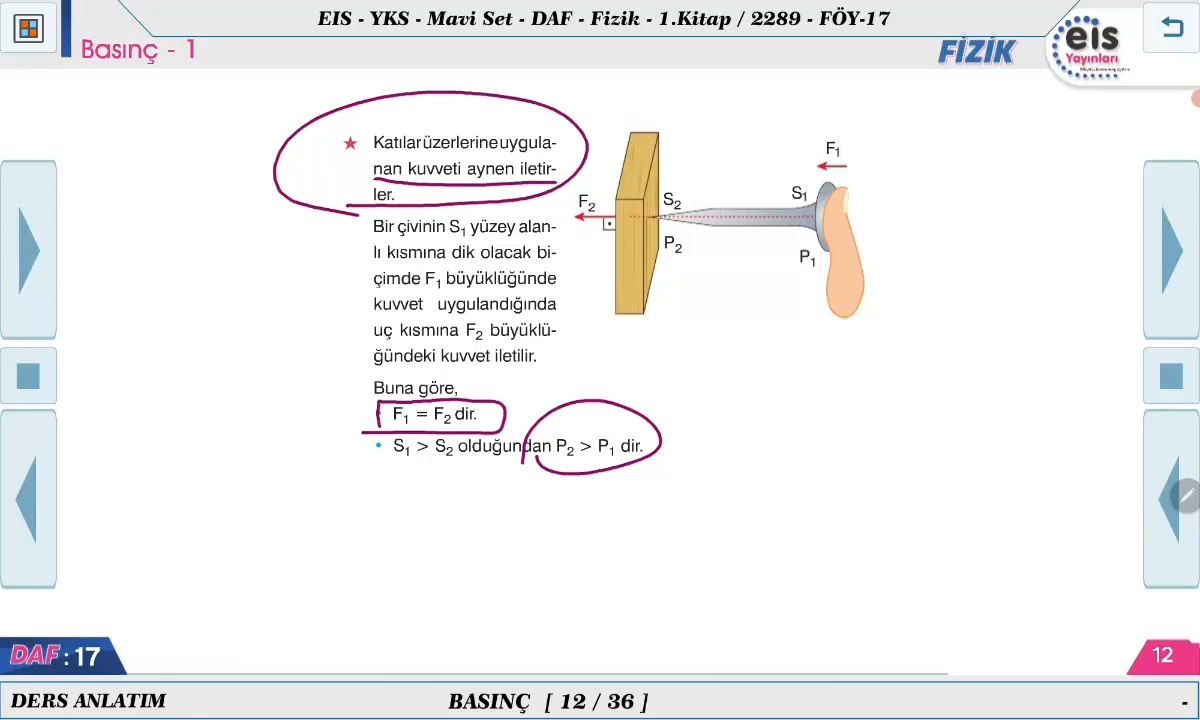 EIS - YKS - Mavi Set - DAF - Fizik - 1.Kitap / 2289 - FÖY-17
Basınç - 1
FİZİK
eis
Yayınları
★ Katılar üzerlerine uygula-
nan kuvveti aynen iletir-
ler.
Bir çivinin S₁ yüzey alan-
lı kısmına dik olacak bi-
çimde F₁ büyüklüğünde
kuvvet uygulandığında
uç kısmına F₂ büyüklü-
ğündeki kuvvet iletilir.
Buna göre,
• F₁ = F₂ dir.
• S₁ > S₂ olduğundan P₂ > P₁ dir.
F₁
S₁
F₂
S₂
P₂
P₁
DAF : 17
12
DERS ANLATIM
BASINÇ [ 12 / 36 ]
-